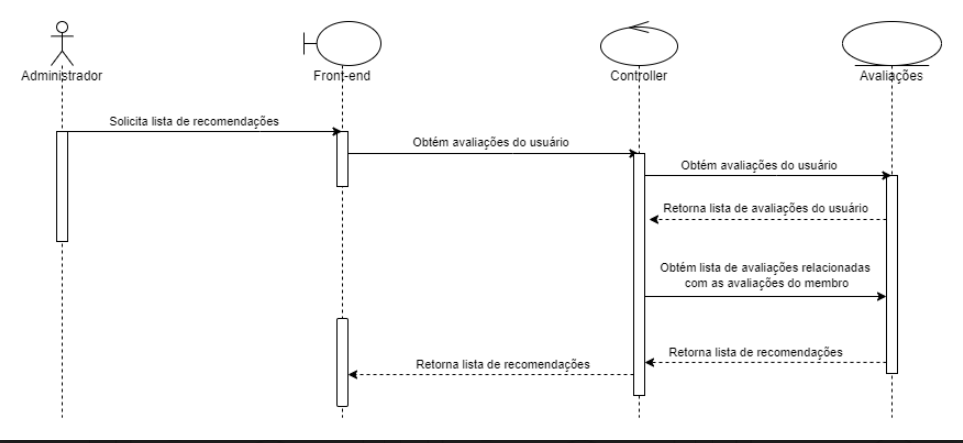 Administrador
Front-end
Controller
Avaliações
Solicita lista de recomendações
Obtém avaliações do usuário
Obtém avaliações do usuário
Retorna lista de avaliações do usuário
Obtém lista de avaliações relacionadas
com as avaliações do membro
Retorna lista de recomendações
Retorna lista de recomendações